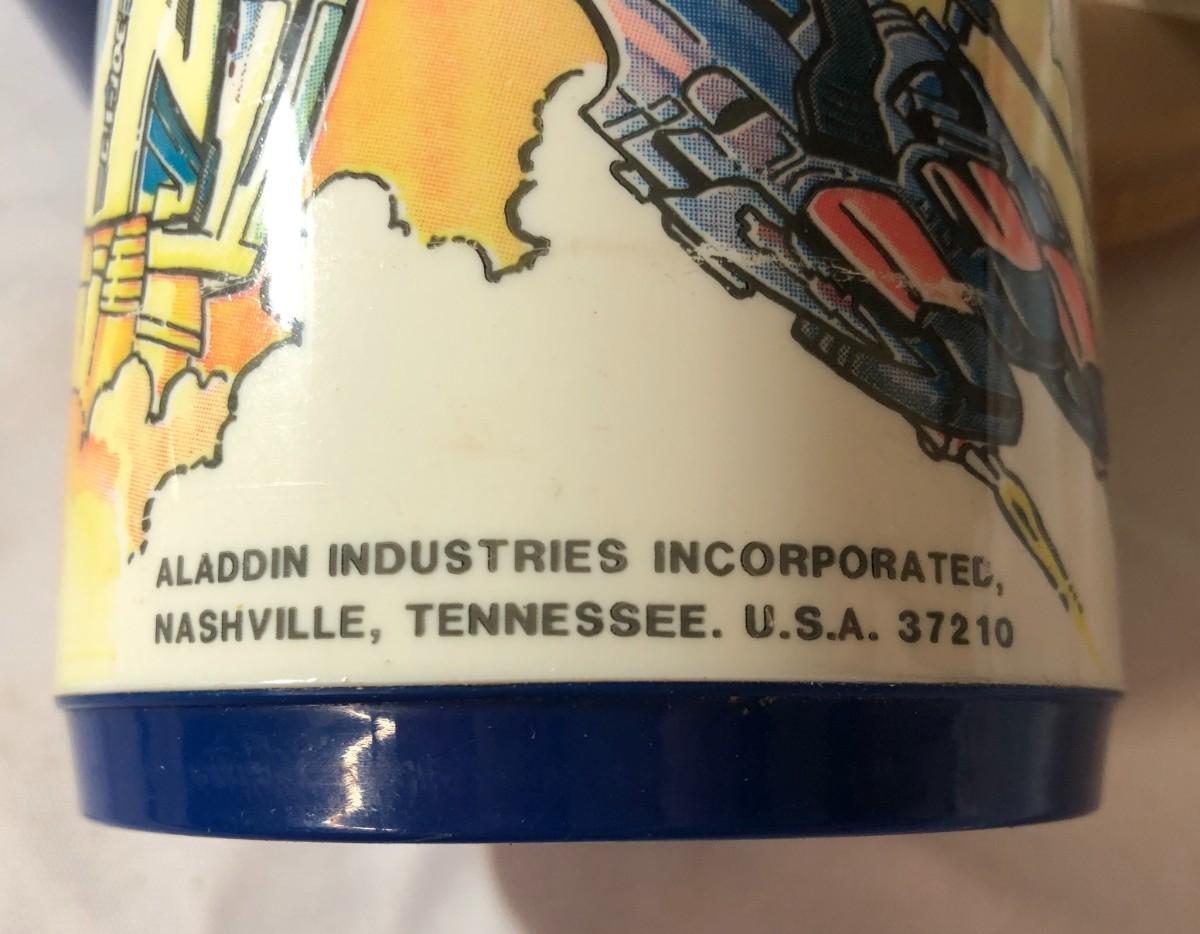 ALADDIN INDUSTRIES INCORPORATED,
NASHVILLE, TENNESSEE. U.S.A. 37210